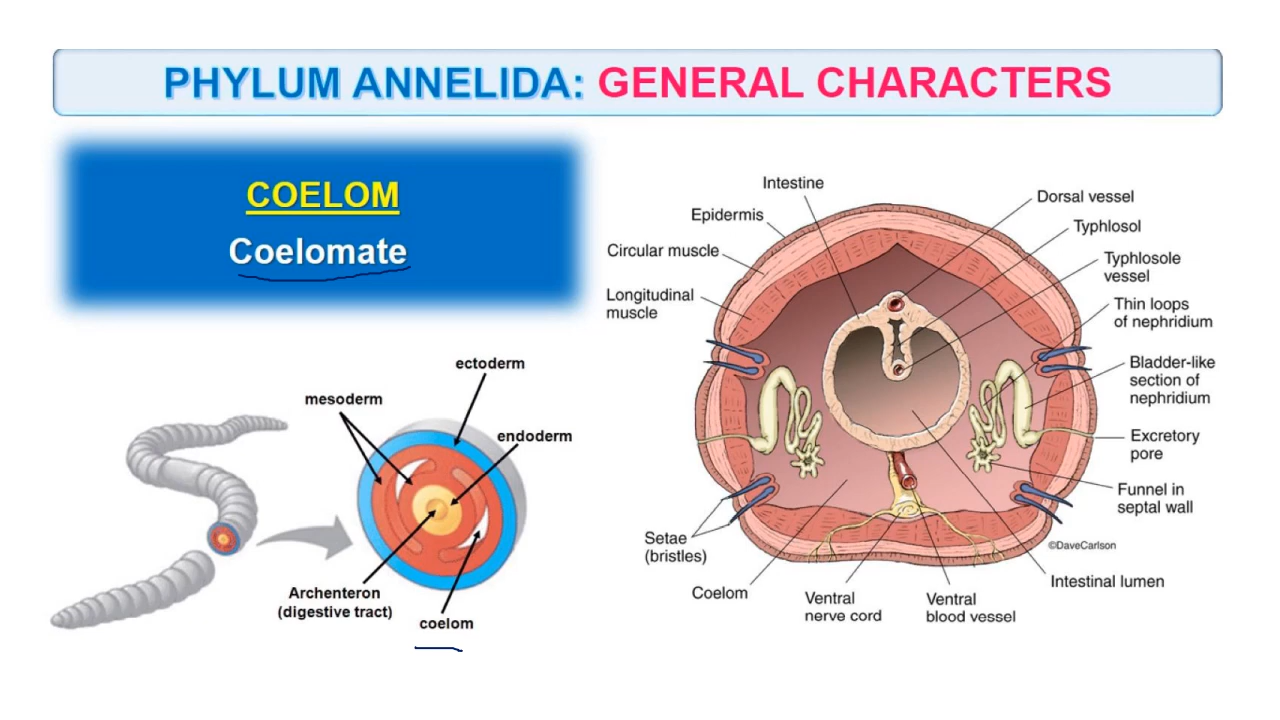 PHYLUM ANNELIDA: GENERAL CHARACTERS
COELOM
Coelomate
ectoderm
mesoderm
endoderm
Archenteron
(digestive tract)
coelom
Intestine
Epidermis
Circular muscle
Longitudinal
muscle
Setae
(bristles)
Coelom
Ventral
nerve cord
Ventral
blood vessel
Dorsal vessel
Typhlosol
Typhlosole
vessel
Thin loops
of nephridium
Bladder-like
section of
nephridium
Excretory
pore
Funnel in
septal wall
©DaveCarlson
Intestinal lumen